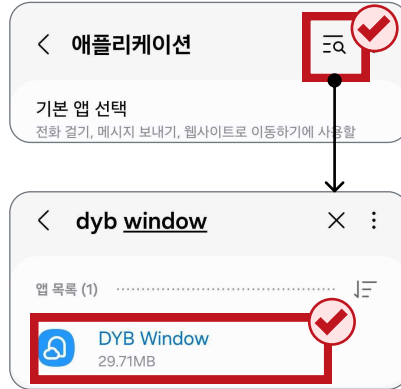 애플리케이션
기본 앱 선택
전화 걸기, 메시지 보내기, 웹사이트로 이동하기에 사용할
dyb window
앱 목록 (1)
DYB Window
29.71MB